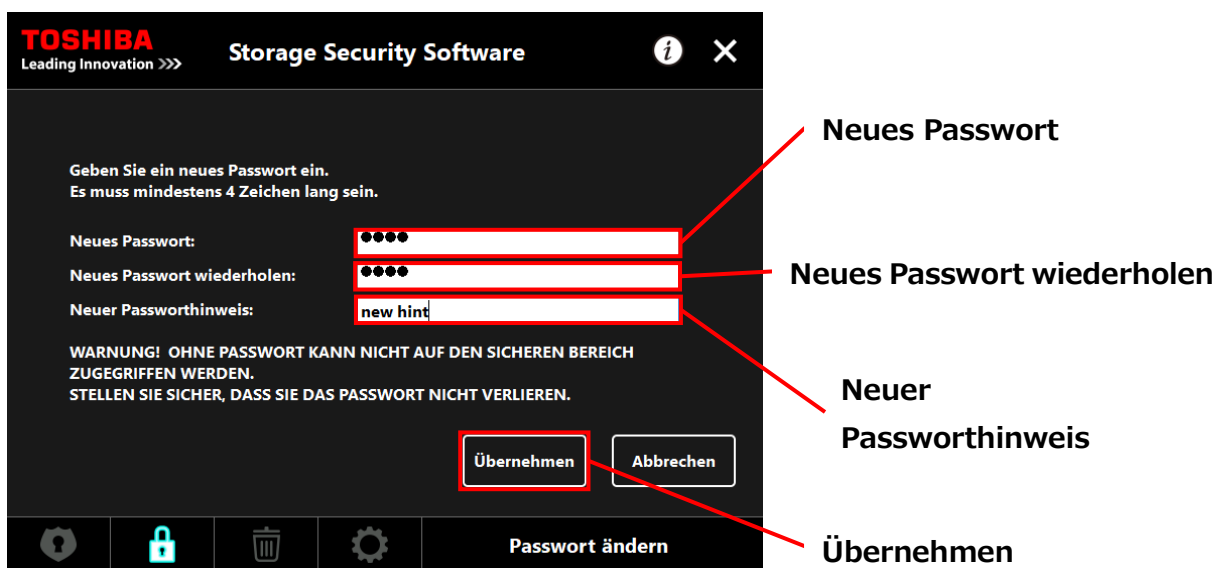 TOSHIBA
Leading Innovation >>>
Storage Security Software
i
Geben Sie ein neues Passwort ein.
Es muss mindestens 4 Zeichen lang sein.
Neues Passwort: ●●●●
Neues Passwort wiederholen: ●●●●
Neuer Passworthinweis: new hint
WARNUNG! OHNE PASSWORT KANN NICHT AUF DEN SICHEREN BEREICH
ZUGEGRIFFEN WERDEN.
STELLEN SIE SICHER, DASS SIE DAS PASSWORT NICHT VERLIEREN.
Übernehmen
Abbrechen
Passwort ändern
Neues Passwort
Neues Passwort wiederholen
Neuer
Passworthinweis
Übernehmen